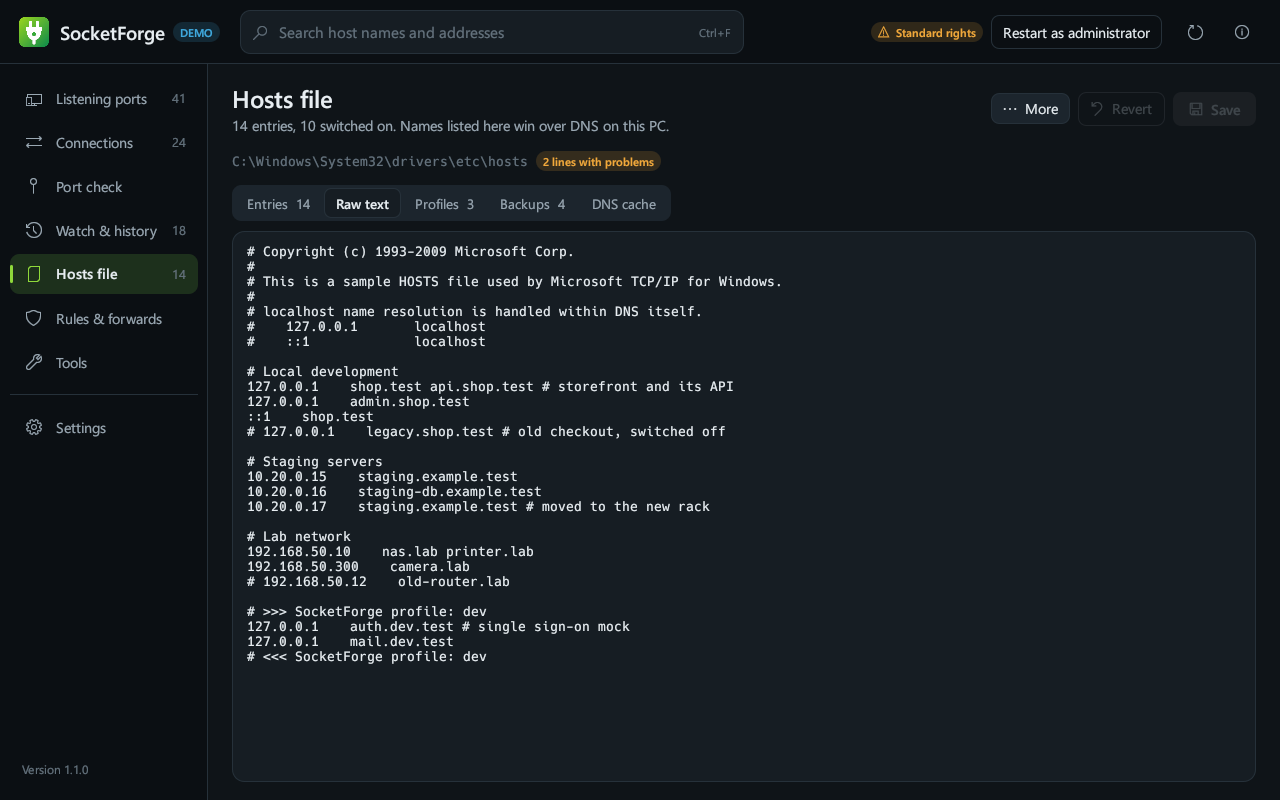 SocketForge
DEMO
Search host names and addresses
Ctrl+F
Standard rights
Restart as administrator
Listening ports 41
Connections 24
Port check
Watch & history 18
Hosts file 14
Rules & forwards
Tools
Settings
Version 1.1.0
Hosts file
14 entries, 10 switched on. Names listed here win over DNS on this PC.
More
Revert
Save
C:\Windows\System32\drivers\etc\hosts
2 lines with problems
Entries 14
Raw text
Profiles 3
Backups 4
DNS cache
# Copyright (c) 1993-2009 Microsoft Corp.
#
# This is a sample HOSTS file used by Microsoft TCP/IP for Windows.
#
# localhost name resolution is handled within DNS itself.
#    127.0.0.1       localhost
#    ::1             localhost
# Local development
127.0.0.1    shop.test api.shop.test # storefront and its API
127.0.0.1    admin.shop.test
::1    shop.test
# 127.0.0.1    legacy.shop.test # old checkout, switched off
# Staging servers
10.20.0.15    staging.example.test
10.20.0.16    staging-db.example.test
10.20.0.17    staging.example.test # moved to the new rack
# Lab network
192.168.50.10    nas.lab printer.lab
192.168.50.300    camera.lab
# 192.168.50.12    old-router.lab
# >>> SocketForge profile: dev
127.0.0.1    auth.dev.test # single sign-on mock
127.0.0.1    mail.dev.test
# <<< SocketForge profile: dev